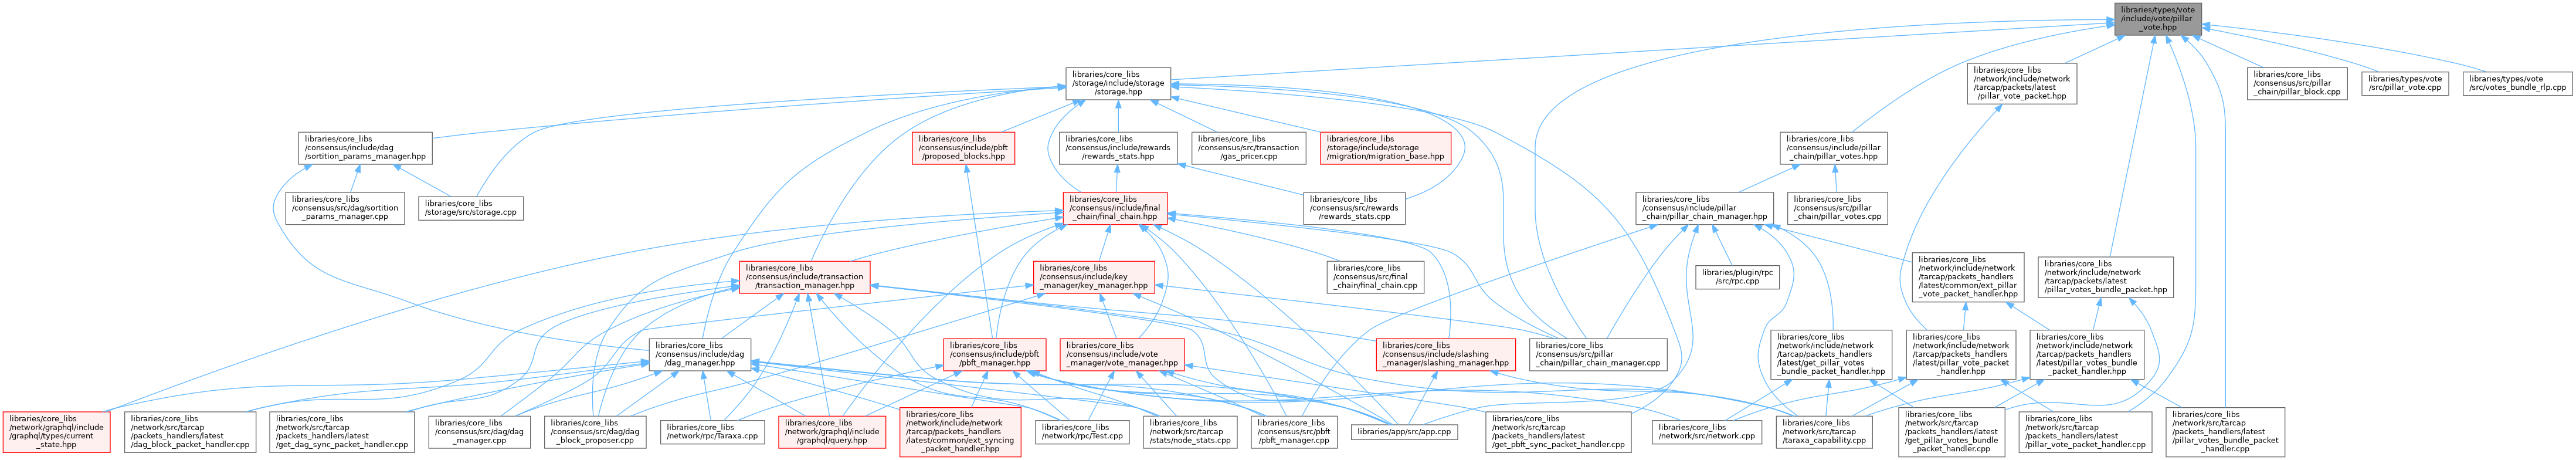 libraries/types/vote
/include/vote/pillar
_vote.hpp
libraries/core_libs
/storage/include/storage
/storage.hpp
libraries/core_libs
/network/include/network
/tarcap/packets/latest
/pillar_vote_packet.hpp
libraries/core_libs
/consensus/src/pillar
_chain/pillar_block.cpp
libraries/types/vote
/src/pillar_vote.cpp
libraries/types/vote
/src/votes_bundle_rlp.cpp
libraries/core_libs
/consensus/include/dag
/sortition_params_manager.hpp
libraries/core_libs
/consensus/include/pbft
/proposed_blocks.hpp
libraries/core_libs
/consensus/include/rewards
/rewards_stats.hpp
libraries/core_libs
/consensus/src/transaction
/gas_pricer.cpp
libraries/core_libs
/storage/include/storage
/migration/migration_base.hpp
libraries/core_libs
/consensus/include/pillar
_chain/pillar_votes.hpp
libraries/core_libs
/consensus/src/dag/sortition
_params_manager.cpp
libraries/core_libs
/storage/src/storage.cpp
libraries/core_libs
/consensus/include/final
_chain/final_chain.hpp
libraries/core_libs
/consensus/src/rewards
/rewards_stats.cpp
libraries/core_libs
/consensus/include/pillar
_chain/pillar_chain_manager.hpp
libraries/core_libs
/consensus/src/pillar
_chain/pillar_votes.cpp
libraries/core_libs
/consensus/include/transaction
/transaction_manager.hpp
libraries/core_libs
/consensus/include/key
_manager/key_manager.hpp
libraries/core_libs
/consensus/src/final
_chain/final_chain.cpp
libraries/plugin/rpc
/src/rpc.cpp
libraries/core_libs
/network/include/network
/tarcap/packets_handlers
/latest/common/ext_pillar
_vote_packet_handler.hpp
libraries/core_libs
/network/include/network
/tarcap/packets/latest
/pillar_votes_bundle_packet.hpp
libraries/core_libs
/consensus/include/dag
/dag_manager.hpp
libraries/core_libs
/consensus/include/pbft
/pbft_manager.hpp
libraries/core_libs
/consensus/include/vote
_manager/vote_manager.hpp
libraries/core_libs
/consensus/include/slashing
_manager/slashing_manager.hpp
libraries/core_libs
/consensus/src/pillar
_chain/pillar_chain_manager.cpp
libraries/core_libs
/network/include/network
/tarcap/packets_handlers
/latest/get_pillar_votes
_bundle_packet_handler.hpp
libraries/core_libs
/network/include/network
/tarcap/packets_handlers
/latest/pillar_vote_packet
_handler.hpp
libraries/core_libs
/network/include/network
/tarcap/packets_handlers
/latest/pillar_votes_bundle
_packet_handler.hpp
libraries/core_libs
/network/graphql/include
/graphql/types/current
_state.hpp
libraries/core_libs
/network/src/tarcap
/packets_handlers/latest
/dag_block_packet_handler.cpp
libraries/core_libs
/network/src/tarcap
/packets_handlers/latest
/get_dag_sync_packet_handler.cpp
libraries/core_libs
/consensus/src/dag/dag
_manager.cpp
libraries/core_libs
/consensus/src/dag/dag
_block_proposer.cpp
libraries/core_libs
/network/rpc/Taraxa.cpp
libraries/core_libs
/network/graphql/include
/graphql/query.hpp
libraries/core_libs
/network/include/network
/tarcap/packets_handlers
/latest/common/ext_syncing
_packet_handler.hpp
libraries/core_libs
/network/rpc/Test.cpp
libraries/core_libs
/network/src/tarcap
/stats/node_stats.cpp
libraries/core_libs
/consensus/src/pbft
/pbft_manager.cpp
libraries/app/src/app.cpp
libraries/core_libs
/network/src/tarcap
/packets_handlers/latest
/get_pbft_sync_packet_handler.cpp
libraries/core_libs
/network/src/network.cpp
libraries/core_libs
/network/src/tarcap
/taraxa_capability.cpp
libraries/core_libs
/network/src/tarcap
/packets_handlers/latest
/get_pillar_votes_bundle
_packet_handler.cpp
libraries/core_libs
/network/src/tarcap
/packets_handlers/latest
/pillar_vote_packet_handler.cpp
libraries/core_libs
/network/src/tarcap
/packets_handlers/latest
/pillar_votes_bundle_packet
_handler.cpp